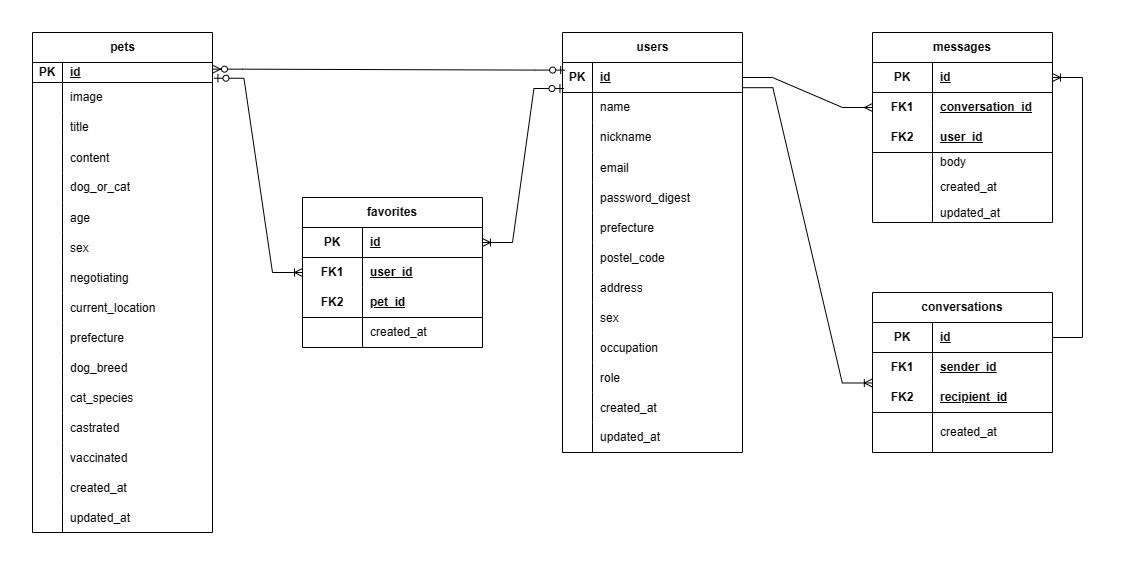 pets
PK id
image
title
content
dog_or_cat
age
sex
negotiating
current_location
prefecture
dog_breed
cat_species
castrated
vaccinated
created_at
updated_at
favorites
PK id
FK1 user_id
FK2 pet_id
created_at
users
PK id
name
nickname
email
password_digest
prefecture
postel_code
address
sex
occupation
role
created_at
updated_at
messages
PK id
FK1 conversation_id
FK2 user_id
body
created_at
updated_at
conversations
PK id
FK1 sender_id
FK2 recipient_id
created_at